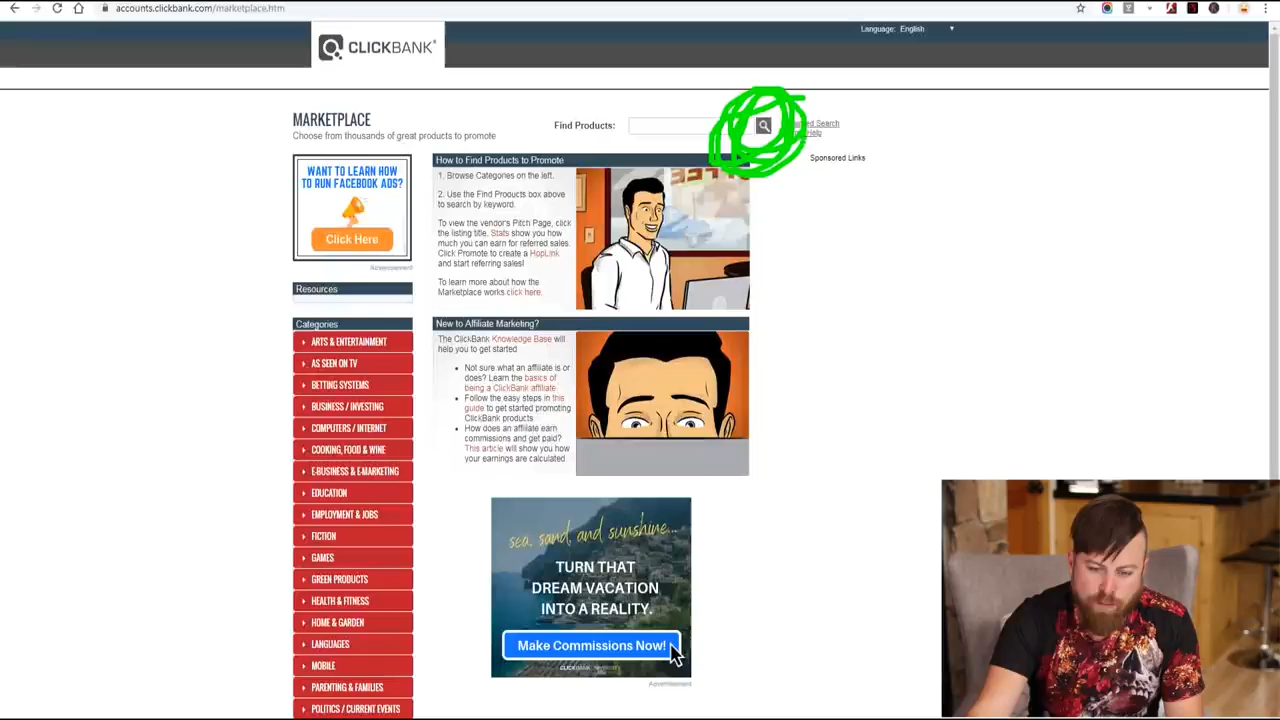 accounts.clickbank.com/marketplace.htm
Language: English
CLICKBANK
MARKETPLACE
Choose from thousands of great products to promote
Find Products:
Search
Help
Sponsored Links
WANT TO LEARN HOW
TO RUN FACEBOOK ADS?
Click Here
Advertisement
Resources
Categories
ARTS & ENTERTAINMENT
AS SEEN ON TV
BETTING SYSTEMS
BUSINESS / INVESTING
COMPUTERS / INTERNET
COOKING, FOOD & WINE
E-BUSINESS & E-MARKETING
EDUCATION
EMPLOYMENT & JOBS
FICTION
GAMES
GREEN PRODUCTS
HEALTH & FITNESS
HOME & GARDEN
LANGUAGES
MOBILE
PARENTING & FAMILIES
POLITICS / CURRENT EVENTS
How to Find Products to Promote
1. Browse Categories on the left.
2. Use the Find Products box above
to search by keyword.
To view the vendor's Pitch Page, click
the listing title. Stats show you how
much you can earn for referred sales.
Click Promote to create a HopLink
and start referring sales!
To learn more about how the
Marketplace works click here.
New to Affiliate Marketing?
The ClickBank Knowledge Base will
help you to get started
Not sure what an affiliate is or
does? Learn the basics of
being a ClickBank affiliate.
Follow the easy steps in this
guide to get started promoting
ClickBank products
How does an affiliate earn
commissions and get paid?
This article will show you how
your earnings are calculated
sea, sand, and sunshine...
TURN THAT
DREAM VACATION
INTO A REALITY.
Make Commissions Now!
CLICKBANK
Advertisement